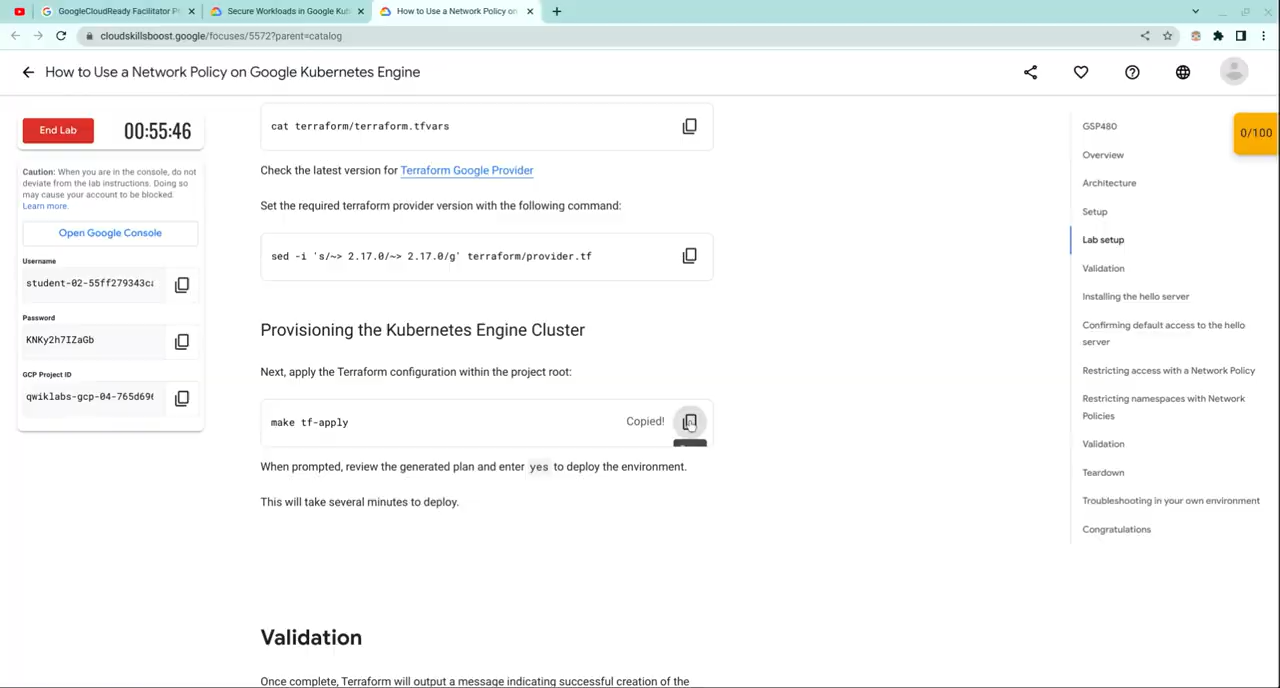 GoogleCloudReady Facilitator P
Secure Workloads in Google Kub
How to Use a Network Policy on
cloudskillsboost.google/focuses/5572?parent=catalog
How to Use a Network Policy on Google Kubernetes Engine
End Lab
00:55:46
Caution: When you are in the console, do not
deviate from the lab instructions. Doing so
may cause your account to be blocked.
Learn more.
Open Google Console
Username
student-02-55ff279343ca
Password
KNKy2h7IZaGb
GCP Project ID
qwiklabs-gcp-04-765d696
cat terraform/terraform.tfvars
Check the latest version for Terraform Google Provider
Set the required terraform provider version with the following command:
sed -i 's/~> 2.17.0/~> 2.17.0/g' terraform/provider.tf
Provisioning the Kubernetes Engine Cluster
Next, apply the Terraform configuration within the project root:
make tf-apply
Copied!
When prompted, review the generated plan and enter yes to deploy the environment.
This will take several minutes to deploy.
Validation
Once complete, Terraform will output a message indicating successful creation of the
GSP480
Overview
Architecture
Setup
Lab setup
Validation
Installing the hello server
Confirming default access to the hello
server
Restricting access with a Network Policy
Restricting namespaces with Network
Policies
Validation
Teardown
Troubleshooting in your own environment
Congratulations
0/100